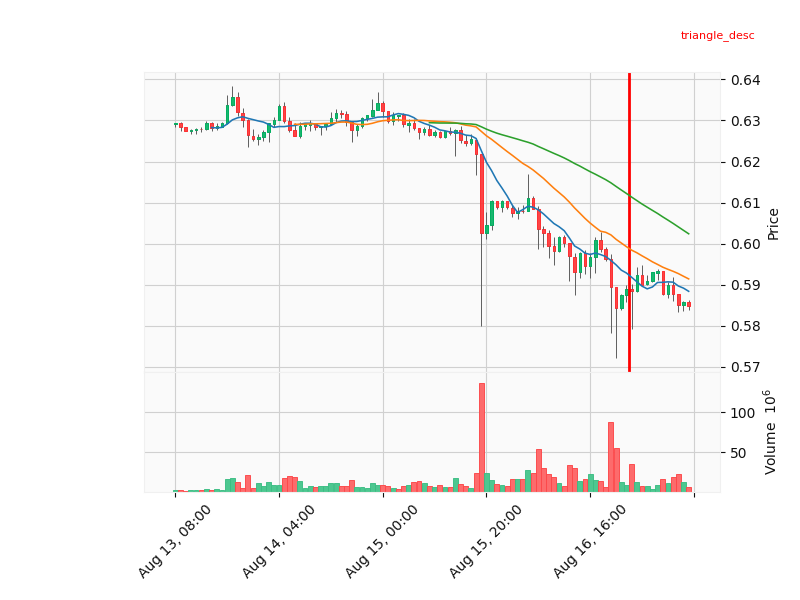 triangle_desc
0.64
0.63
0.62
0.61
0.60
0.59
0.58
0.57
Price
100
50
Volume 10^6
Aug 13, 08:00
Aug 14, 04:00
Aug 15, 00:00
Aug 15, 20:00
Aug 16, 16:00